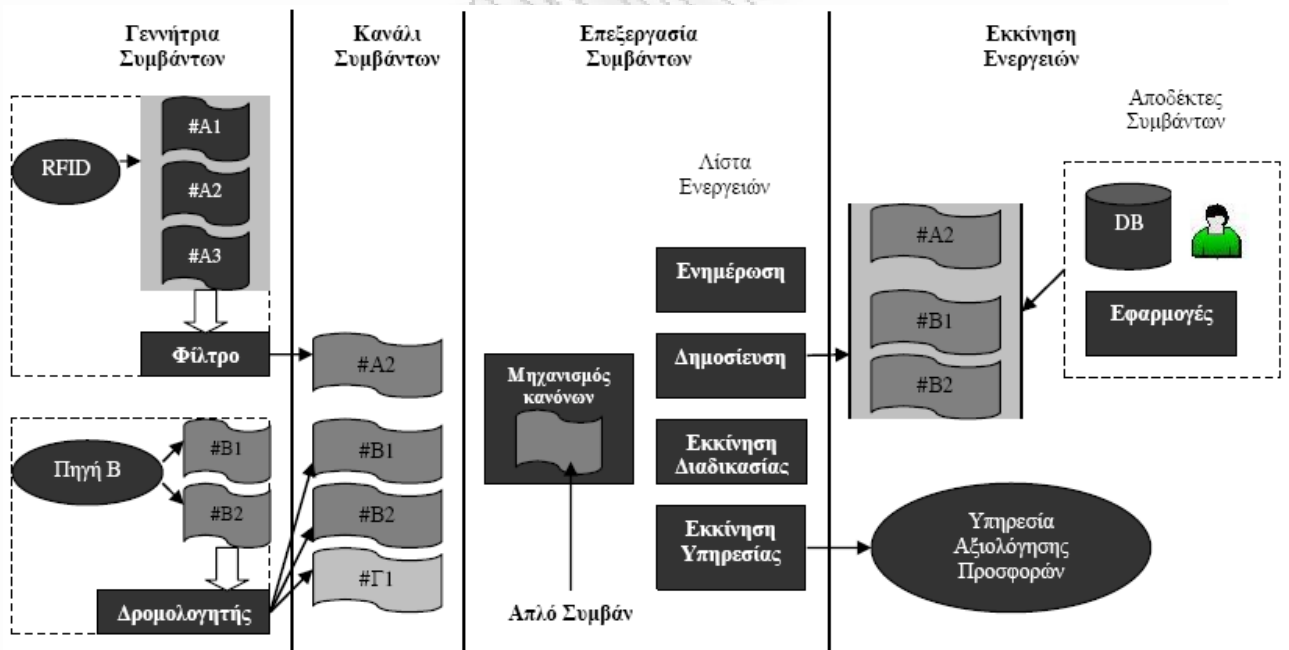 Γεννήτρια
Συμβάντων
Κανάλι
Συμβάντων
Επεξεργασία
Συμβάντων
Εκκίνηση
Ενεργειών
RFID
#A1
#A2
#A3
Φίλτρο
Πηγή Β
#B1
#B2
Δρομολογητής
#A2
#B1
#B2
#Γ1
Μηχανισμός
κανόνων
Απλό Συμβάν
Λίστα
Ενεργειών
Ενημέρωση
Δημοσίευση
Εκκίνηση
Διαδικασίας
Εκκίνηση
Υπηρεσίας
#A2
#B1
#B2
Αποδέκτες
Συμβάντων
DB
Εφαρμογές
Υπηρεσία
Αξιολόγησης
Προσφορών